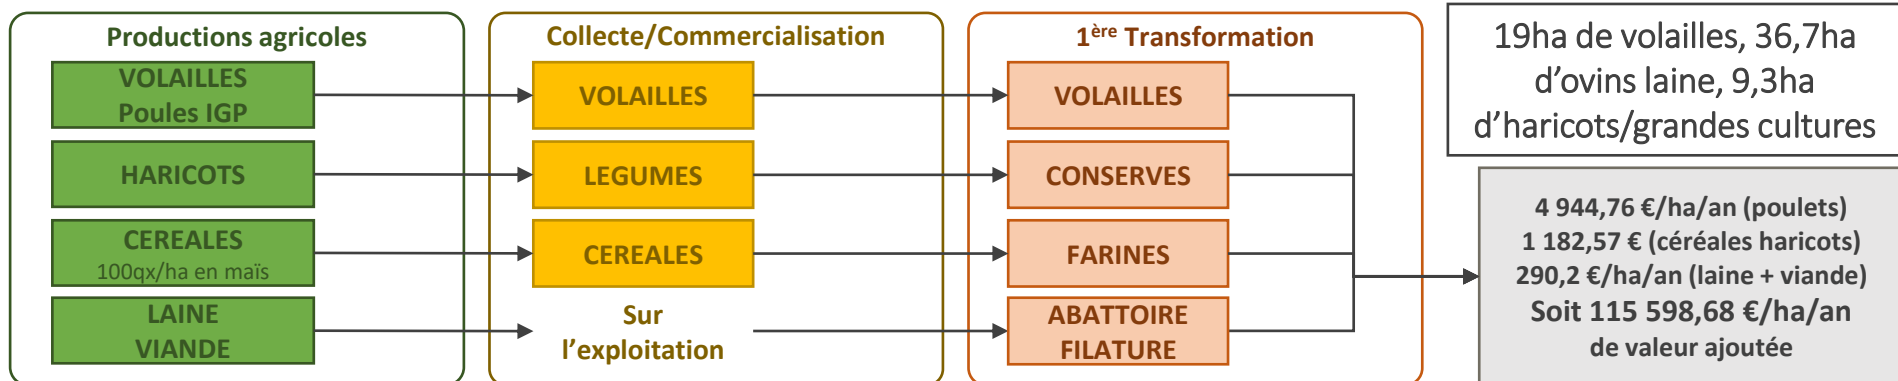 Productions agricoles
VOLAILLES
Poules IGP
HARICOTS
CEREALES
100qx/ha en maïs
LAINE
VIANDE
Collecte/Commercialisation
VOLAILLES
LEGUMES
CEREALES
Sur
l’exploitation
1ère Transformation
VOLAILLES
CONSERVES
FARINES
ABATTOIRE
FILATURE
19ha de volailles, 36,7ha
d’ovins laine, 9,3ha
d’haricots/grandes cultures
4 944,76 €/ha/an (poulets)
1 182,57 € (céréales haricots)
290,2 €/ha/an (laine + viande)
Soit 115 598,68 €/ha/an
de valeur ajoutée